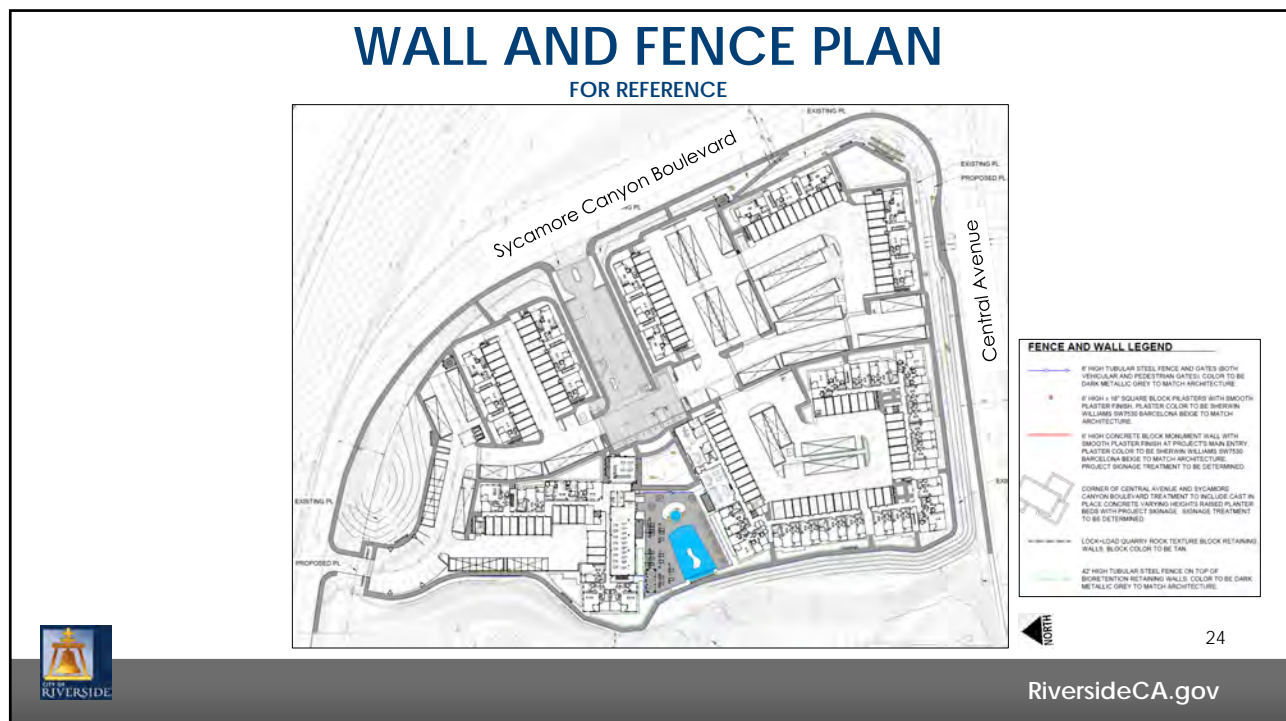 WALL AND FENCE PLAN
FOR REFERENCE
EXISTING PL
Sycamore Canyon Boulevard
EXISTING PL
PROPOSED PL
Central Avenue
FENCE AND WALL LEGEND
6' HIGH TUBULAR STEEL FENCE AND GATES (BOTH
VEHICULAR AND PEDESTRIAN GATES). COLOR TO BE
DARK METALLIC GREY TO MATCH ARCHITECTURE
6' HIGH x 18" SQUARE BLOCK PILASTERS WITH SMOOTH
PLASTER FINISH. PLASTER COLOR TO BE SHERWIN
WILLIAMS SW7530 BARCELONA BEIGE TO MATCH
ARCHITECTURE.
6' HIGH CONCRETE BLOCK MONUMENT WALL WITH
SMOOTH PLASTER FINISH AT PROJECT'S MAIN ENTRY.
PLASTER COLOR TO BE SHERWIN WILLIAMS SW7530
BARCELONA BEIGE TO MATCH ARCHITECTURE.
PROJECT SIGNAGE TREATMENT TO BE DETERMINED
CORNER OF CENTRAL AVENUE AND SYCAMORE
CANYON BOULEVARD TREATMENT TO INCLUDE CAST IN
PLACE CONCRETE VARYING HEIGHTS RAISED PLANTER
BEDS WITH PROJECT SIGNAGE. SIGNAGE TREATMENT
TO BE DETERMINED
LOCK+LOAD QUARRY ROCK TEXTURE BLOCK RETAINING
WALLS. BLOCK COLOR TO BE TAN.
42" HIGH TUBULAR STEEL FENCE ON TOP OF
BIORETENTION RETAINING WALLS. COLOR TO BE DARK
METALLIC GREY TO MATCH ARCHITECTURE.
EXISTING PL
PROPOSED PL
NORTH
24
CITY OF
RIVERSIDE
RiversideCA.gov